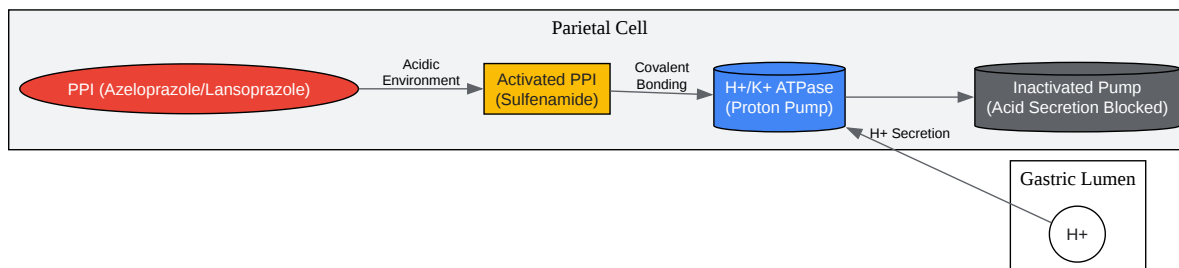 Parietal Cell
PPI (Azeloprazole/Lansoprazole)
Acidic
Environment
Activated PPI
(Sulfenamide)
Covalent
Bonding
H+/K+ ATPase
(Proton Pump)
Inactivated Pump
(Acid Secretion Blocked)
H+ Secretion
Gastric Lumen
H+